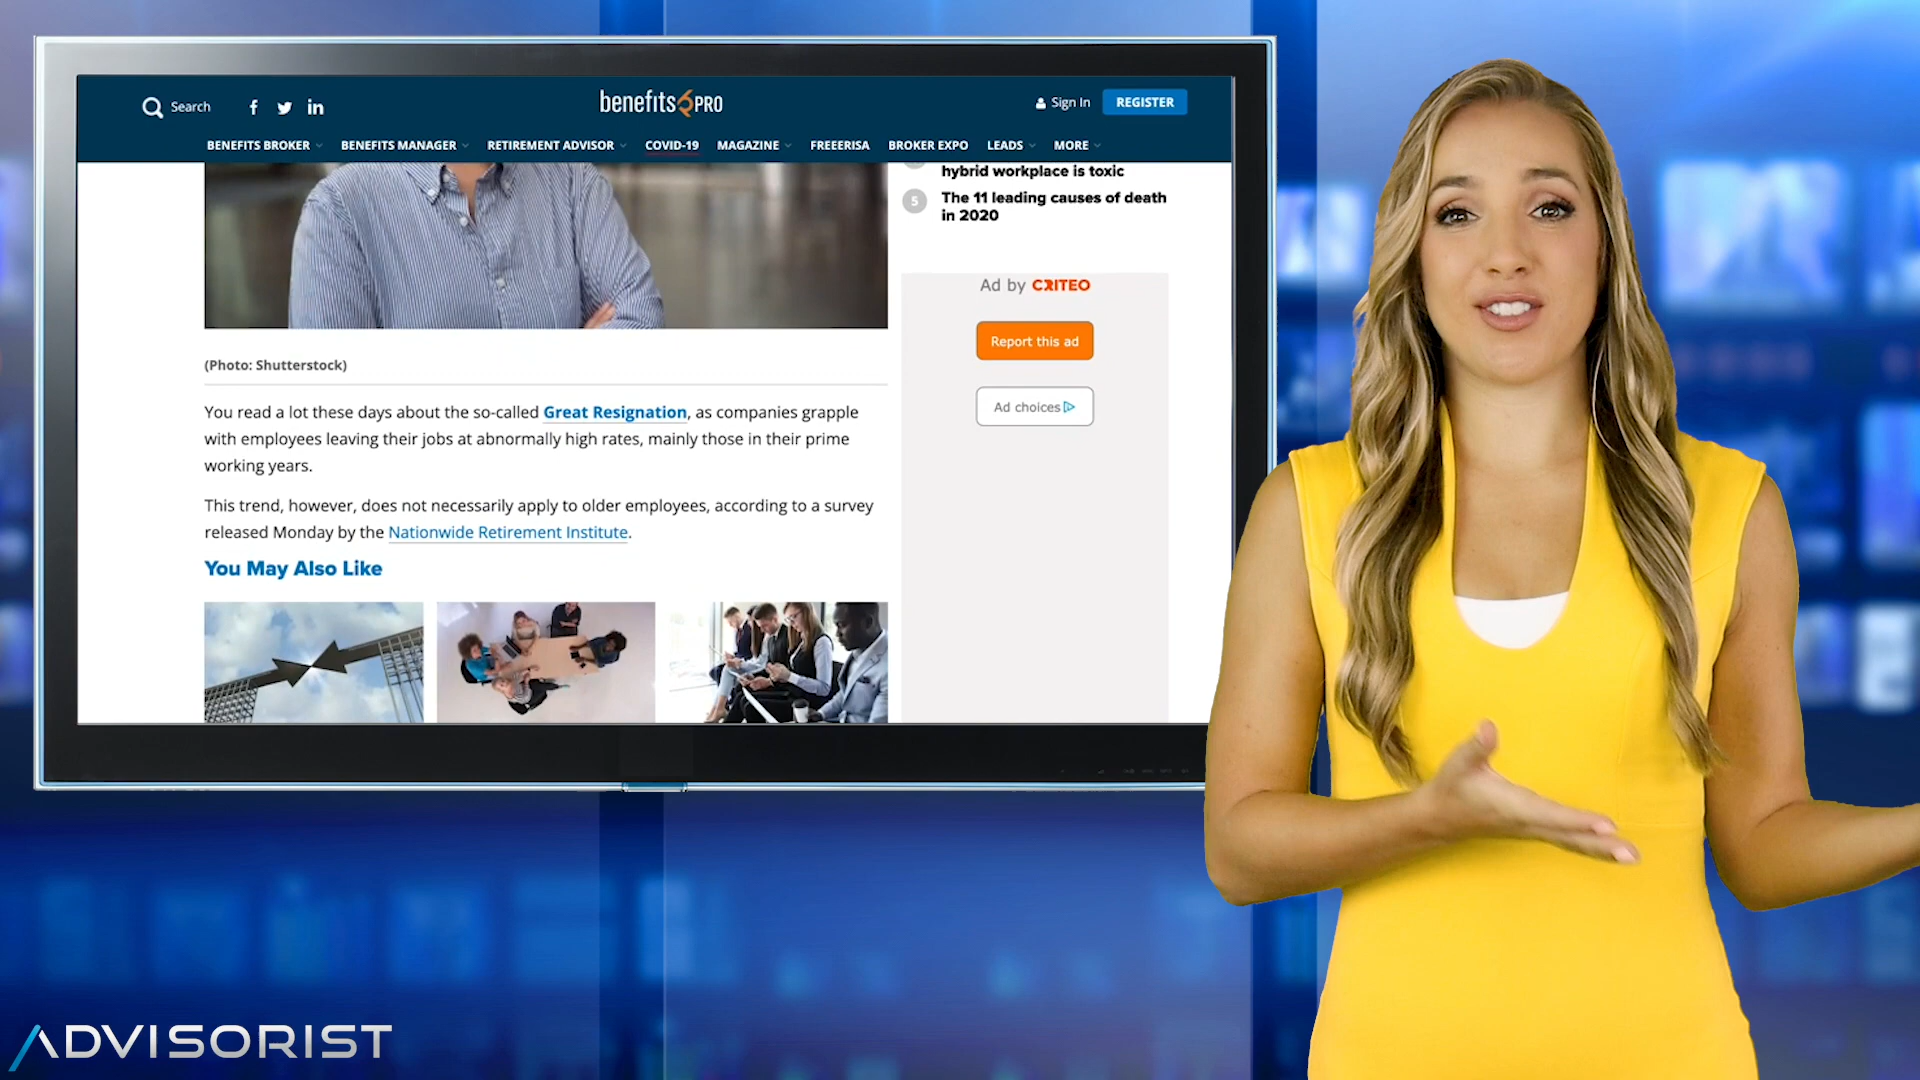 Search
benefitsPRO
Sign In
REGISTER
BENEFITS BROKER
BENEFITS MANAGER
RETIREMENT ADVISOR
COVID-19
MAGAZINE
FREEERISA
BROKER EXPO
LEADS
MORE
hybrid workplace is toxic
5
The 11 leading causes of death
in 2020
Ad by CRITEO
Report this ad
Ad choices
(Photo: Shutterstock)
You read a lot these days about the so-called Great Resignation, as companies grapple
with employees leaving their jobs at abnormally high rates, mainly those in their prime
working years.
This trend, however, does not necessarily apply to older employees, according to a survey
released Monday by the Nationwide Retirement Institute.
You May Also Like
ADVISORIST